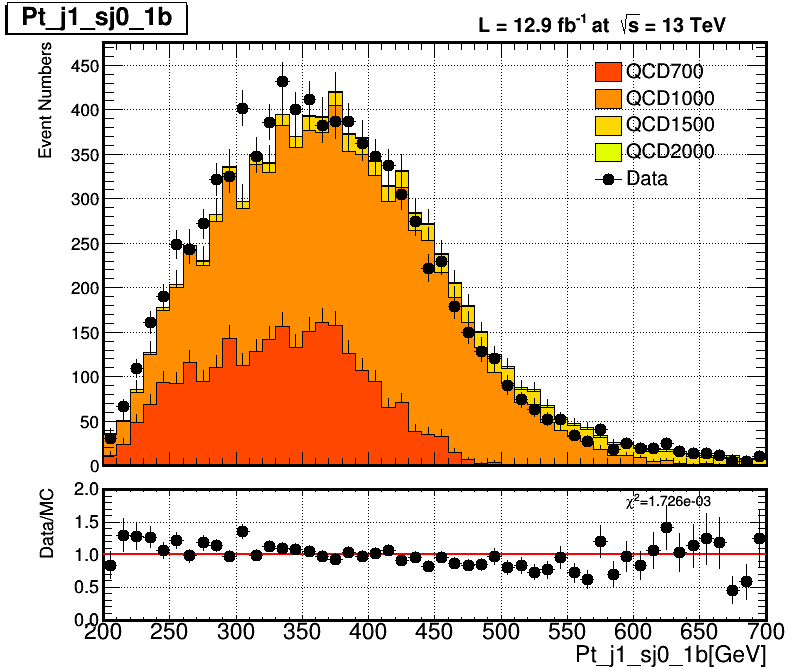 Pt_j1_sj0_1b
L = 12.9 fb⁻¹ at √s = 13 TeV
Event Numbers
450
400
350
300
250
200
150
100
50
0
QCD700
QCD1000
QCD1500
QCD2000
Data
Data/MC
2.0
1.5
1.0
0.5
0.0
χ²=1.726e-03
200 250 300 350 400 450 500 550 600 650 700
Pt_j1_sj0_1b[GeV]